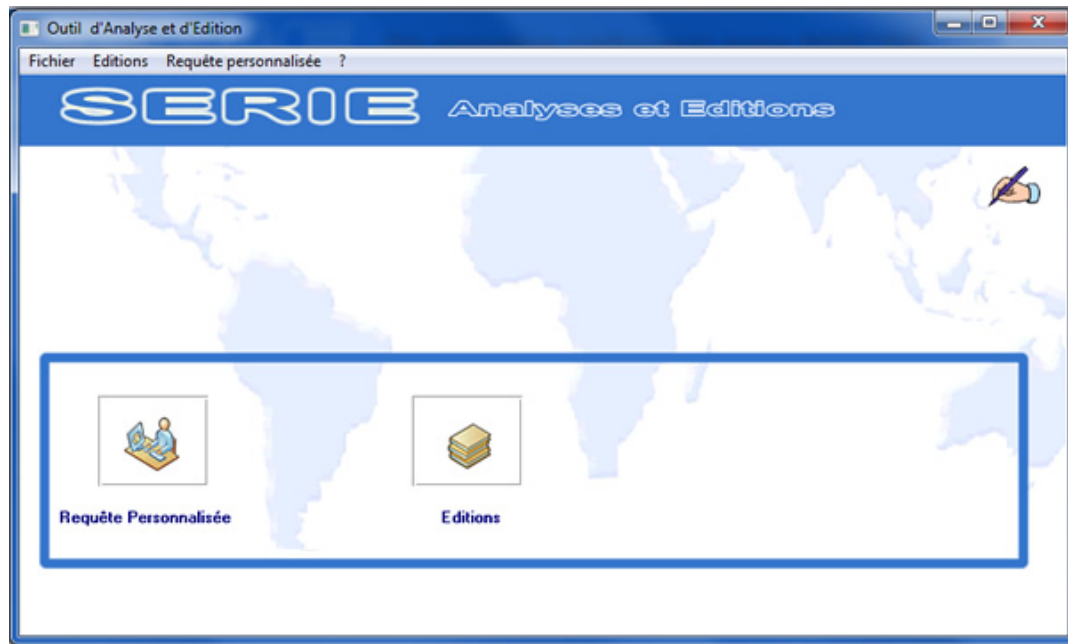 Outil d'Analyse et d'Edition
Fichier Editions Requête personnalisée ?
SERIE Analyses et Editions
Requête Personnalisée Editions